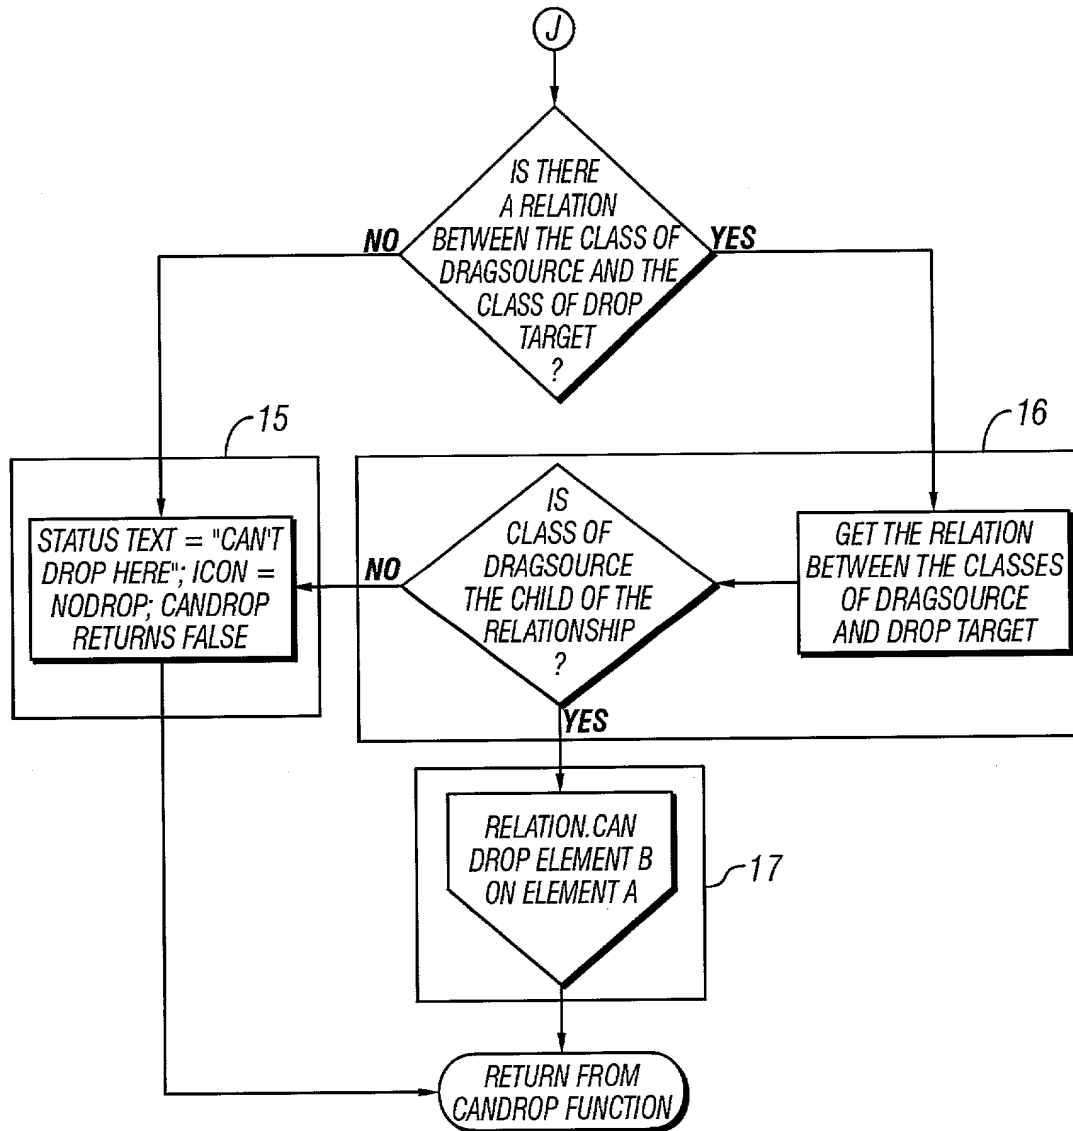 J
IS THERE
A RELATION
BETWEEN THE CLASS OF
DRAGSOURCE AND THE
CLASS OF DROP
TARGET
?
NO
YES
15
16
STATUS TEXT = "CAN'T
DROP HERE"; ICON =
NODROP; CANDROP
RETURNS FALSE
NO
IS
CLASS OF
DRAGSOURCE
THE CHILD OF THE
RELATIONSHIP
?
GET THE RELATION
BETWEEN THE CLASSES
OF DRAGSOURCE
AND DROP TARGET
YES
RELATION.CAN
DROP ELEMENT B
ON ELEMENT A
17
RETURN FROM
CANDROP FUNCTION